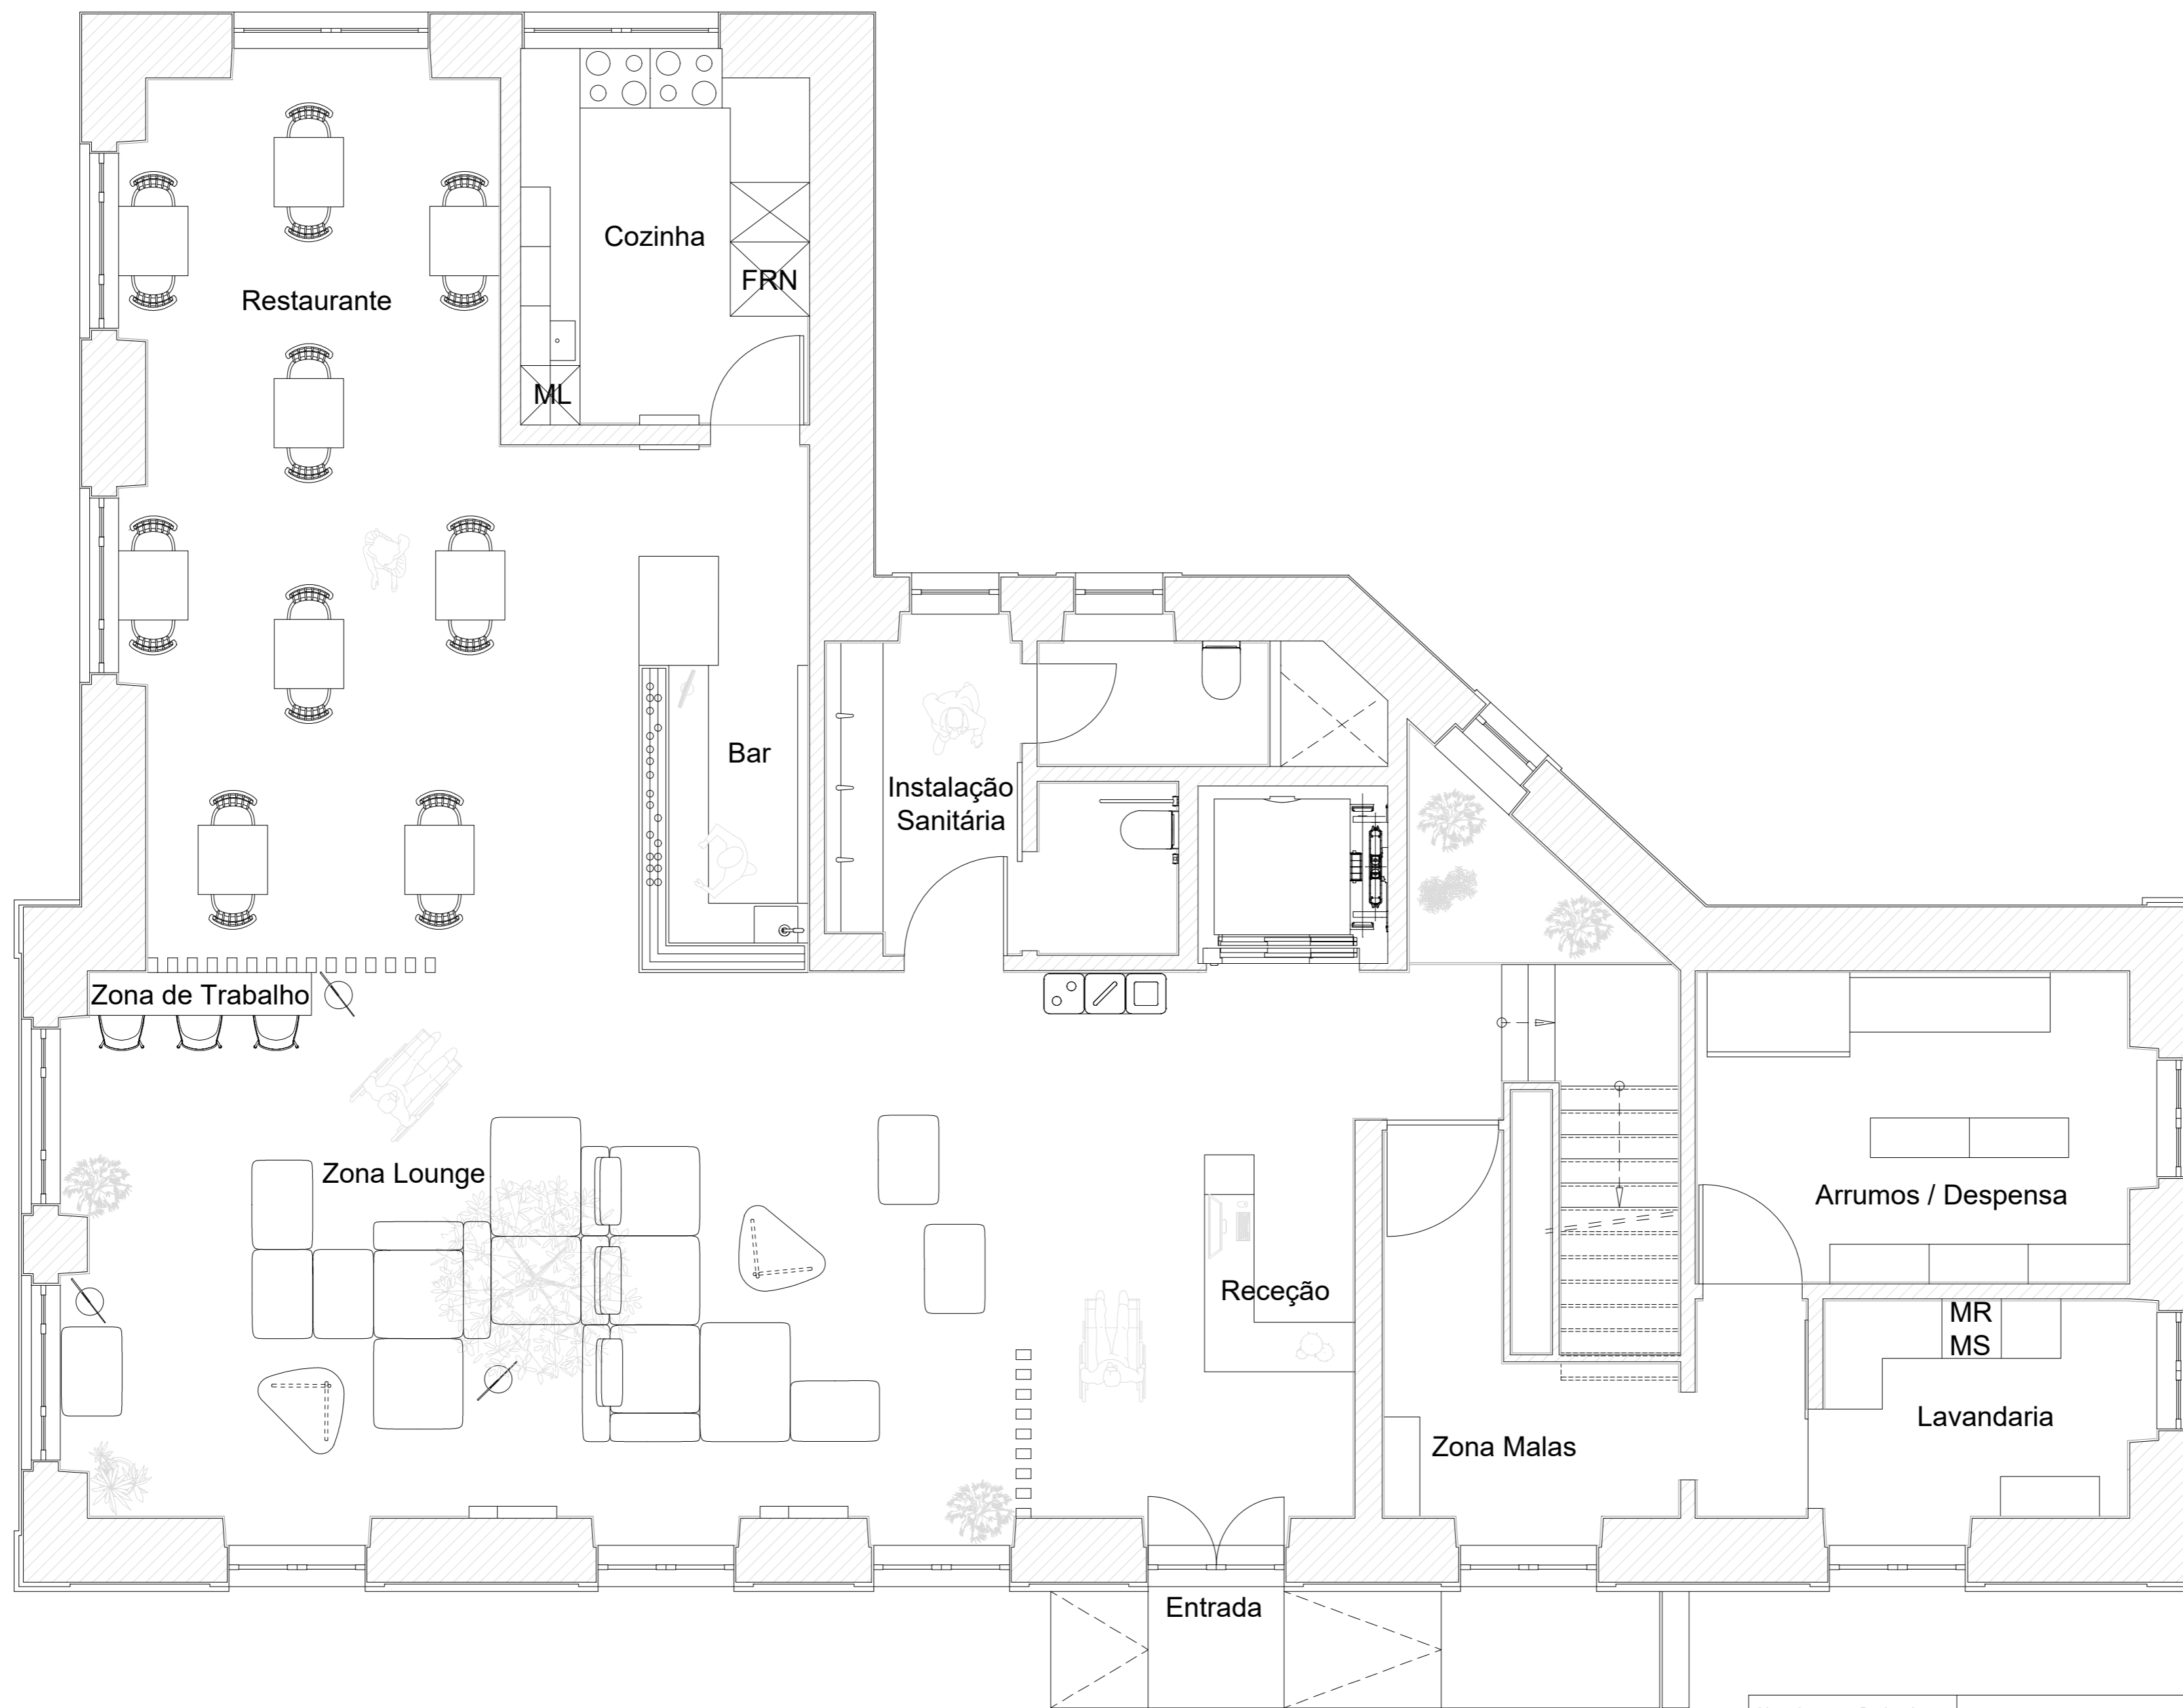 Cozinha
FRN
Restaurante
ML
Bar
Instalação
Sanitária
Zona de Trabalho
Zona Lounge
Arrumos / Despensa
Receção
MR
MS
Lavandaria
Zona Malas
Entrada